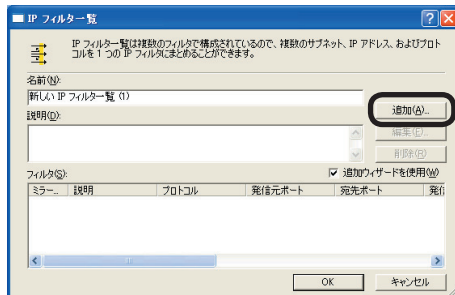 IP フィルター覧
IP フィルター覧は複数のフィルタで構成されているので、複数のサブネット、IP アドレス、およびプロト
コルを 1 つの IP フィルタにまとめることができます。
名前(N):
新しい IP フィルター覧 (1)
追加(A)...
説明(D):
編集(E)...
削除(R)
フィルタ(S):
追加ウィザードを使用(W)
ミラー... 説明 プロトコル 発信元ポート 宛先ポート 発信
OK キャンセル